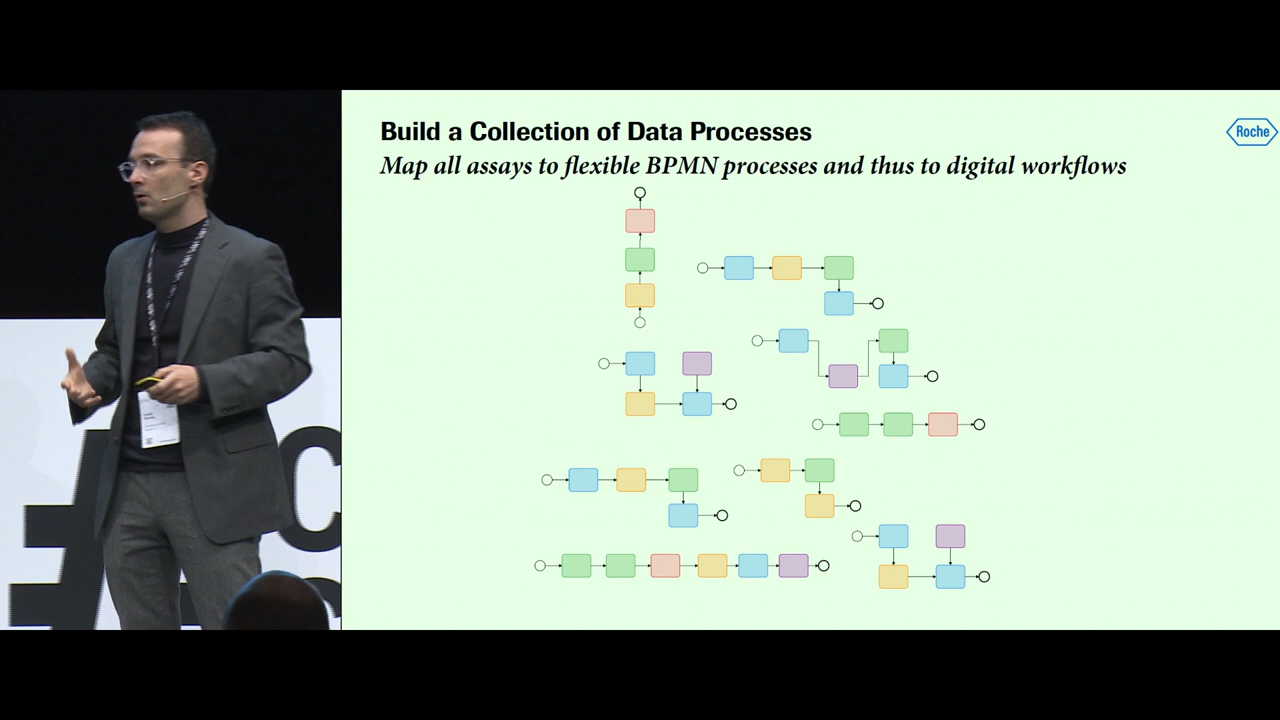 Build a Collection of Data Processes
Roche
Map all assays to flexible BPMN processes and thus to digital workflows
#
c